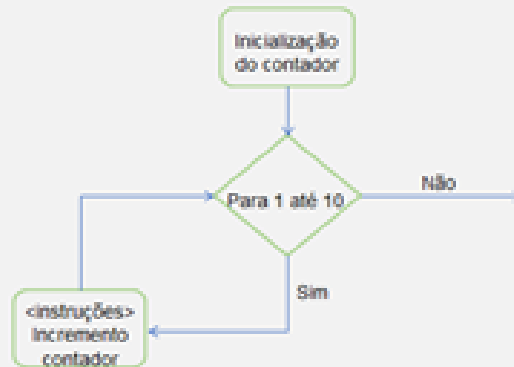 Inicialização
do contador
Para 1 até 10
Não
Sim
<instruções>
Incremento
contador